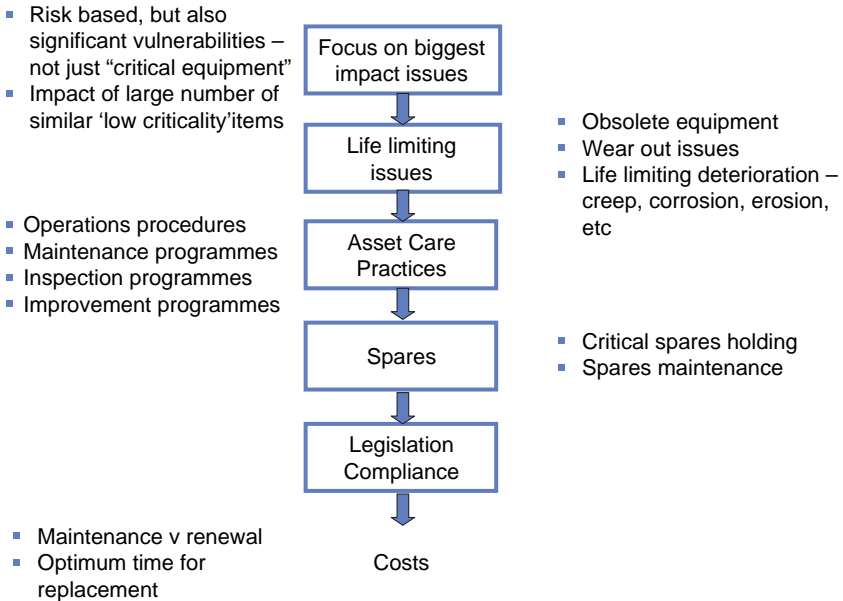 Risk based, but also
significant vulnerabilities –
not just “critical equipment”
Impact of large number of
similar ‘low criticality’items
Focus on biggest
impact issues
Life limiting
issues
Obsolete equipment
Wear out issues
Life limiting deterioration –
creep, corrosion, erosion,
etc
Operations procedures
Maintenance programmes
Inspection programmes
Improvement programmes
Asset Care
Practices
Spares
Critical spares holding
Spares maintenance
Legislation
Compliance
Maintenance v renewal
Optimum time for
replacement
Costs